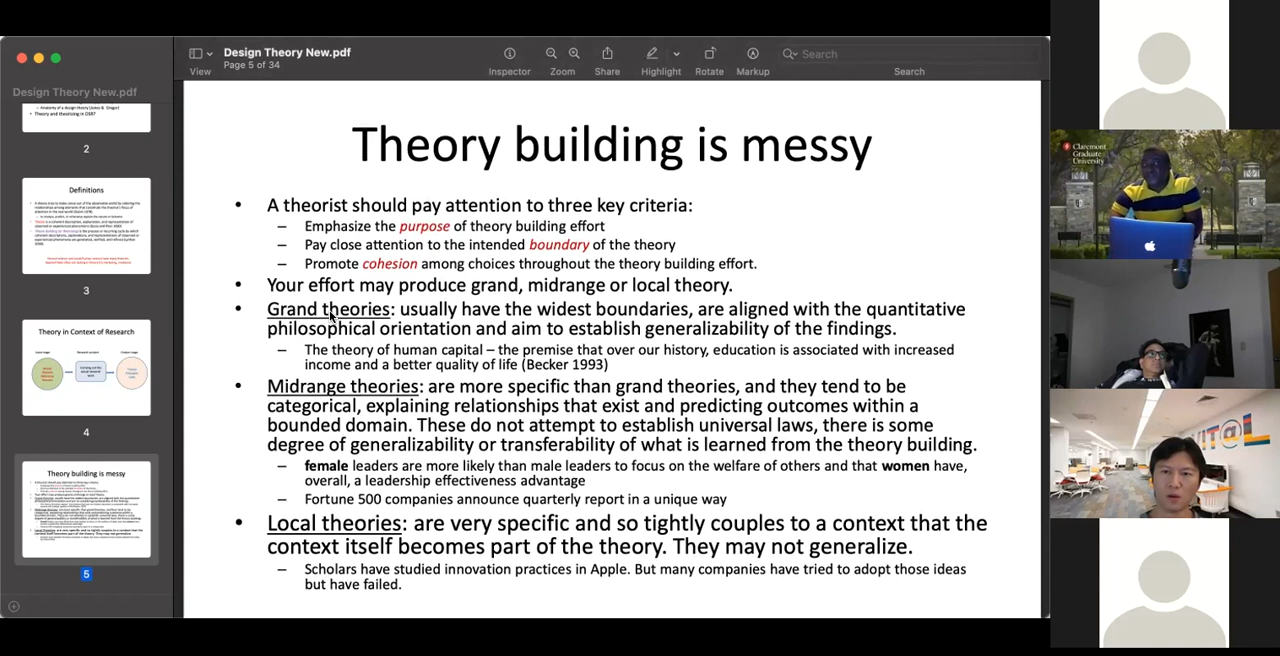 Design Theory New.pdf
Page 5 of 34
View
Inspector
Zoom
Share
Highlight
Rotate
Markup
Search
Search
Design Theory New.pdf
Anatomy of a design theory (Jones & Gregor)
Theory and theorizing in DSR?
2
Definitions
3
Theory in Context of Research
4
Theory building is messy
5
Theory building is messy
• A theorist should pay attention to three key criteria:
– Emphasize the purpose of theory building effort
– Pay close attention to the intended boundary of the theory
– Promote cohesion among choices throughout the theory building effort.
• Your effort may produce grand, midrange or local theory.
• Grand theories: usually have the widest boundaries, are aligned with the quantitative
philosophical orientation and aim to establish generalizability of the findings.
– The theory of human capital – the premise that over our history, education is associated with increased
income and a better quality of life (Becker 1993)
• Midrange theories: are more specific than grand theories, and they tend to be
categorical, explaining relationships that exist and predicting outcomes within a
bounded domain. These do not attempt to establish universal laws, there is some
degree of generalizability or transferability of what is learned from the theory building.
– female leaders are more likely than male leaders to focus on the welfare of others and that women have,
overall, a leadership effectiveness advantage
– Fortune 500 companies announce quarterly report in a unique way
• Local theories: are very specific and so tightly couples to a context that the
context itself becomes part of the theory. They may not generalize.
– Scholars have studied innovation practices in Apple. But many companies have tried to adopt those ideas
but have failed.
Claremont
Graduate
University